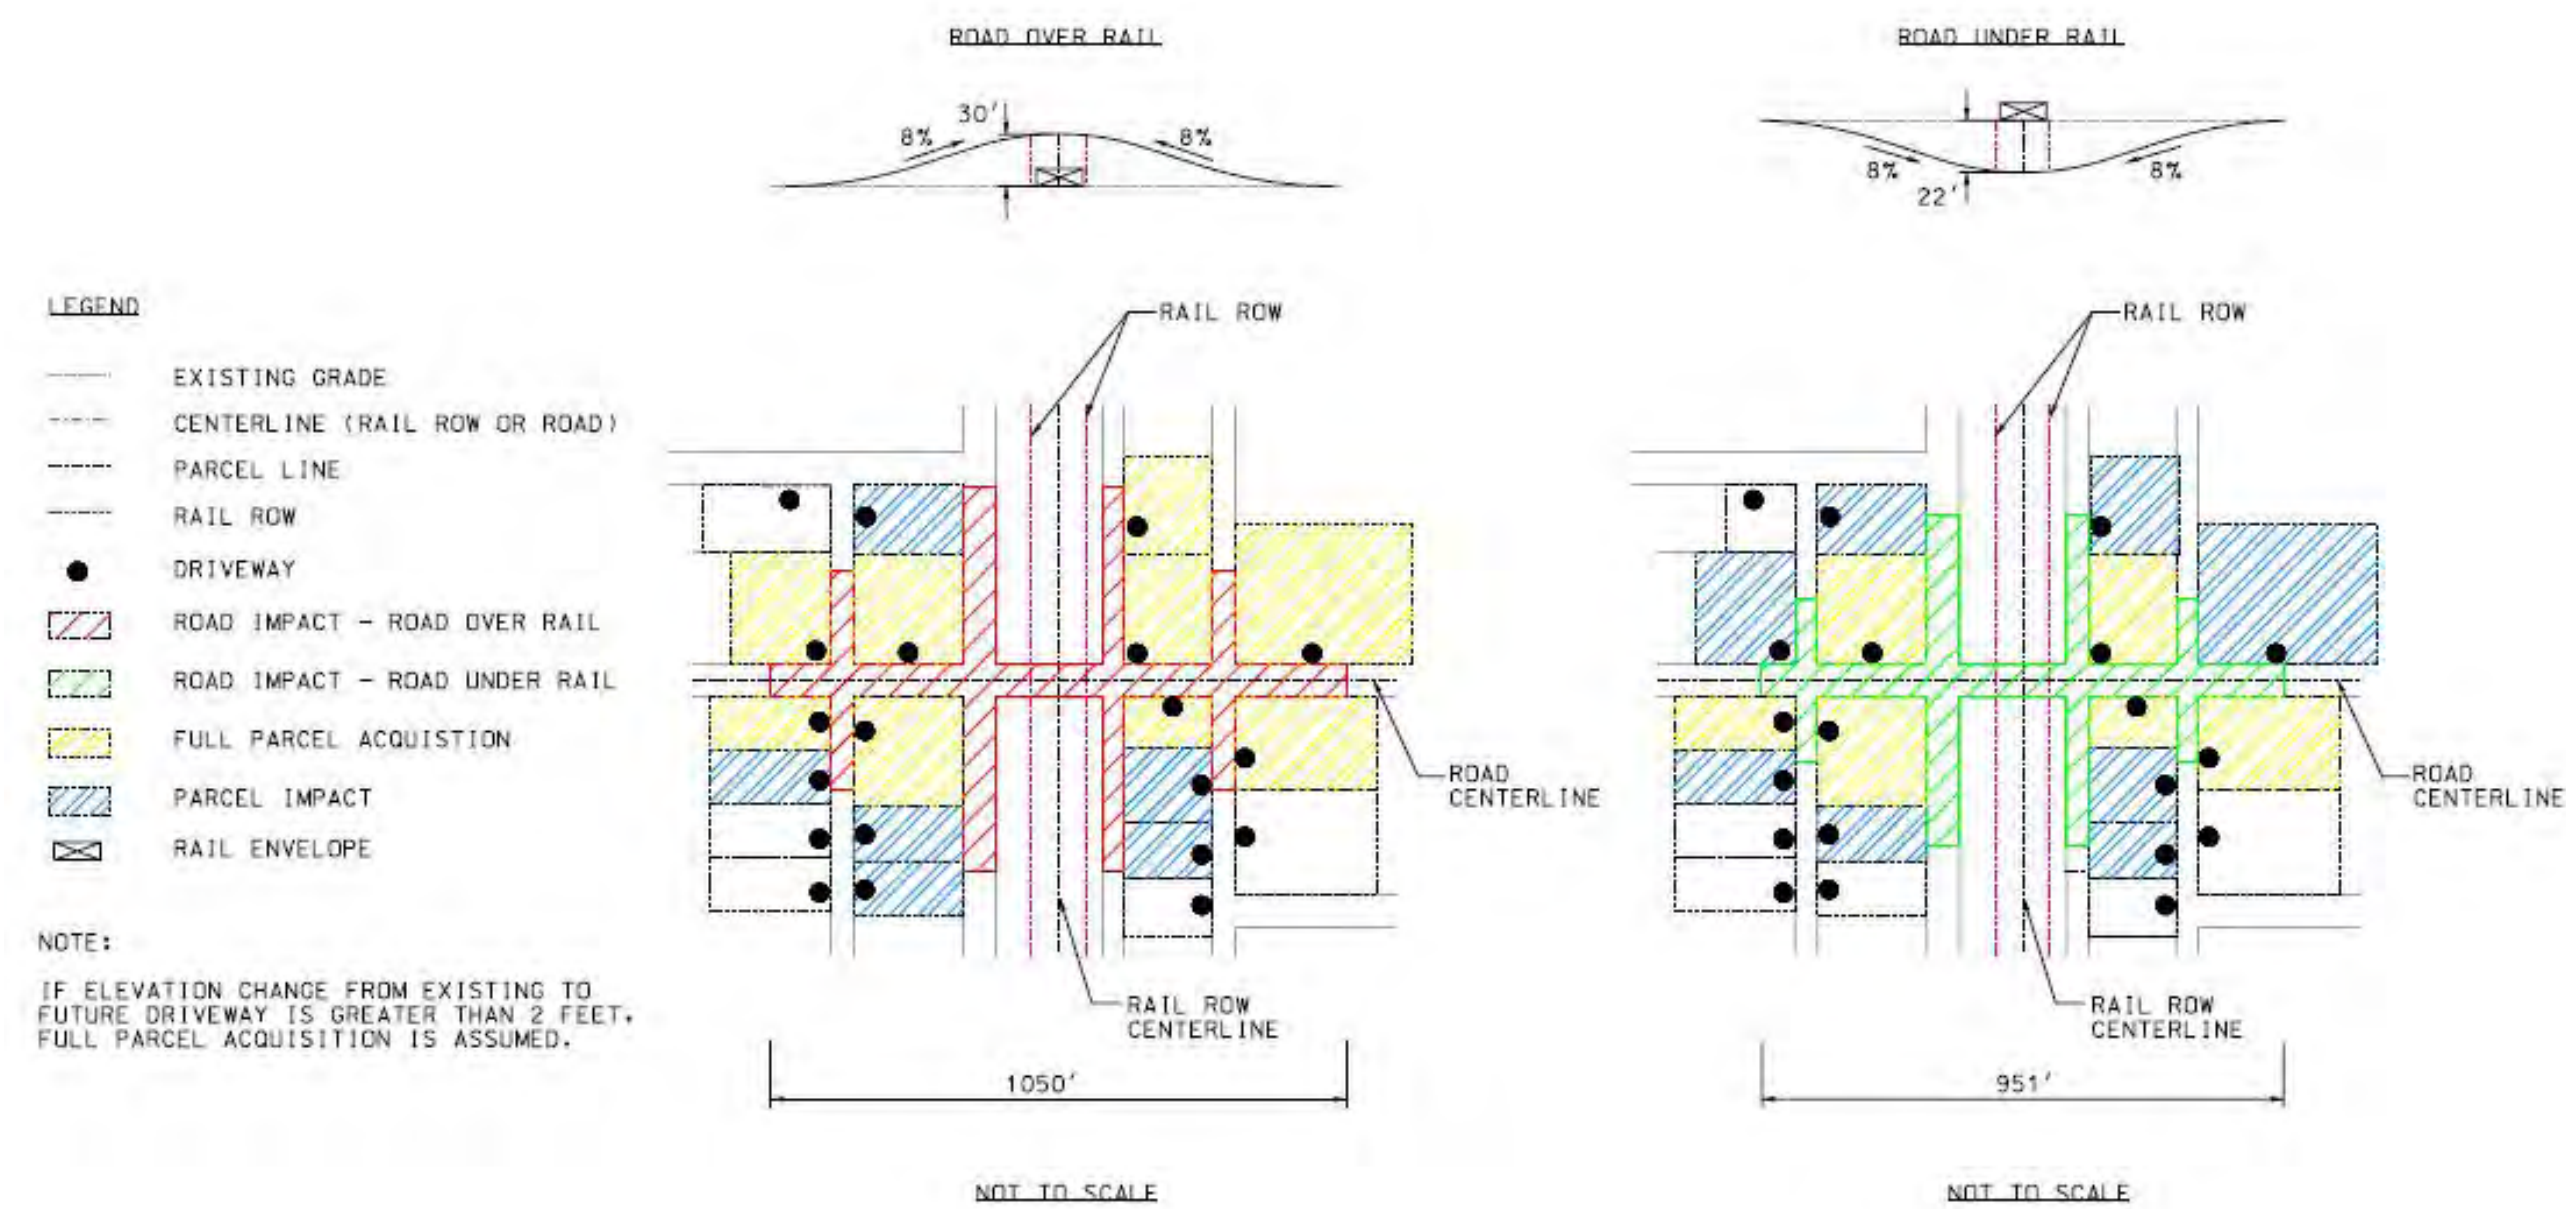 ROAD OVER RAIL
30'
8%
8%
ROAD UNDER RAIL
8%
22'
8%
LEGEND
EXISTING GRADE
CENTERLINE (RAIL ROW OR ROAD)
PARCEL LINE
RAIL ROW
DRIVEWAY
ROAD IMPACT - ROAD OVER RAIL
ROAD IMPACT - ROAD UNDER RAIL
FULL PARCEL ACQUISTION
PARCEL IMPACT
RAIL ENVELOPE
NOTE:
IF ELEVATION CHANGE FROM EXISTING TO
FUTURE DRIVEWAY IS GREATER THAN 2 FEET,
FULL PARCEL ACQUISITION IS ASSUMED.
RAIL ROW
ROAD
CENTERLINE
RAIL ROW
CENTERLINE
1050'
NOT TO SCALE
RAIL ROW
ROAD
CENTERLINE
RAIL ROW
CENTERLINE
951'
NOT TO SCALE